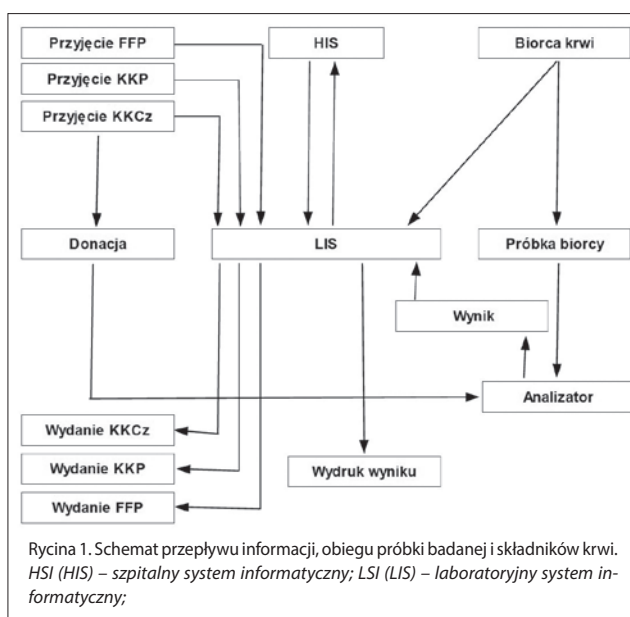 Przyjęcie FFP
HIS
Biorca krwi
Przyjęcie KKP
Przyjęcie KKCz
Donacja
LIS
Próbka biorcy
Wynik
Analizator
Wydanie KKCz
Wydanie KKP
Wydruk wyniku
Wydanie FFP
Rycina 1. Schemat przepływu informacji, obiegu próbki badanej i składników krwi.
HSI (HIS) – szpitalny system informatyczny; LSI (LIS) – laboratoryjny system in-
formatyczny;